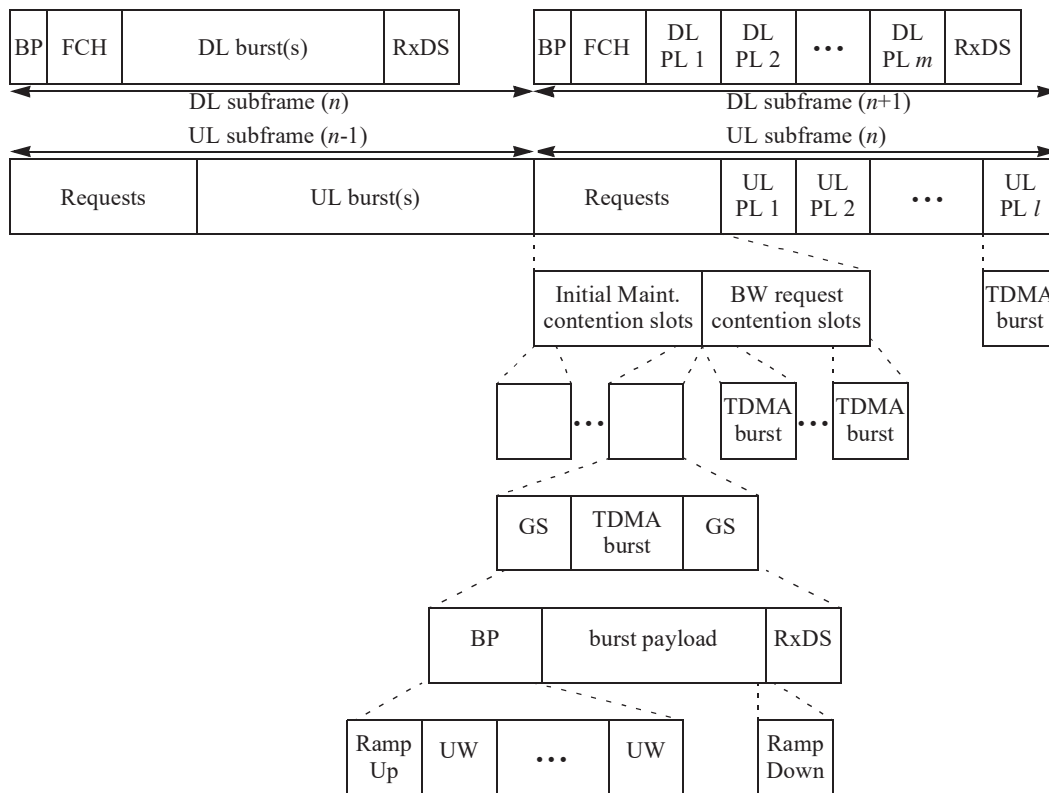 BP FCH DL burst(s) RxDS BP FCH DL PL 1 DL PL 2 ... DL PL m RxDS
DL subframe (n) DL subframe (n+1)
UL subframe (n-1) UL subframe (n)
Requests UL burst(s) Requests UL PL 1 UL PL 2 ... UL PL l
Initial Maint. contention slots BW request contention slots TDMA burst
... TDMA burst ... TDMA burst
GS TDMA burst GS
BP burst payload RxDS
Ramp Up UW ... UW Ramp Down